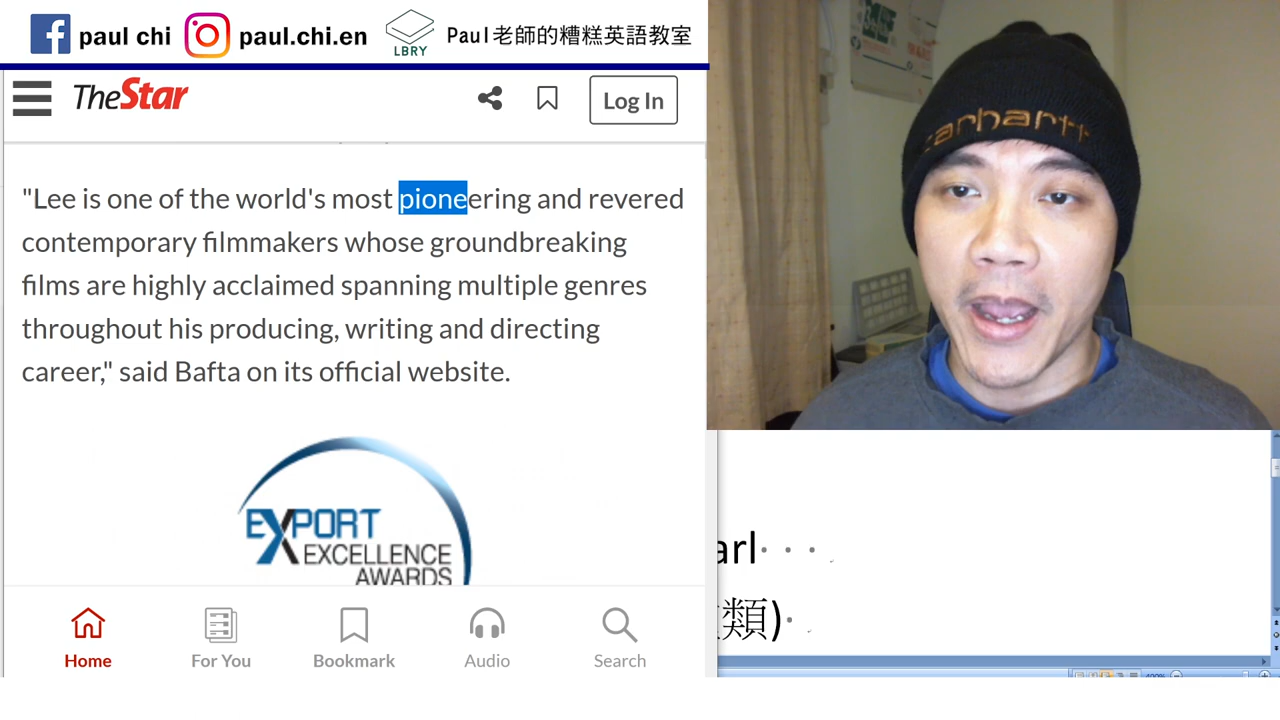 paul chi
paul.chi.en
LBRY
Paul老師的糟糕英語教室
TheStar
Log In
"Lee is one of the world's most pioneering and revered
contemporary filmmakers whose groundbreaking
films are highly acclaimed spanning multiple genres
throughout his producing, writing and directing
career," said Bafta on its official website.
EXPORT
EXCELLENCE
AWARDS
Home
For You
Bookmark
Audio
Search
carhartt
arl
類)
400%